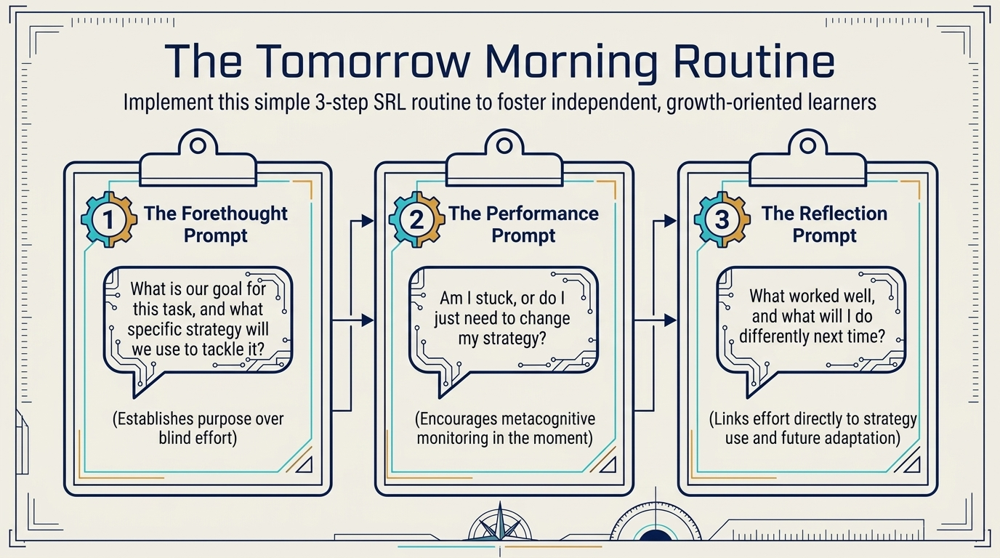 The Tomorrow Morning Routine
Implement this simple 3-step SRL routine to foster independent, growth-oriented learners
1
The Forethought
Prompt
What is our goal for
this task, and what
specific strategy will
we use to tackle it?
(Establishes purpose over
blind effort)
2
The Performance
Prompt
Am I stuck, or do I
just need to change
my strategy?
(Encourages metacognitive
monitoring in the moment)
3
The Reflection
Prompt
What worked well,
and what will I do
differently next time?
(Links effort directly to strategy
use and future adaptation)